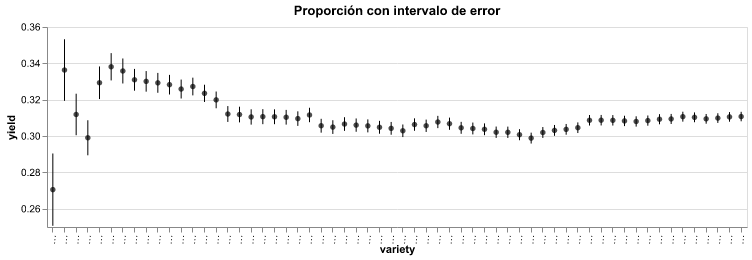 Proporción con intervalo de error
0.36
0.34
0.32
0.30
0.28
0.26
yield
variety